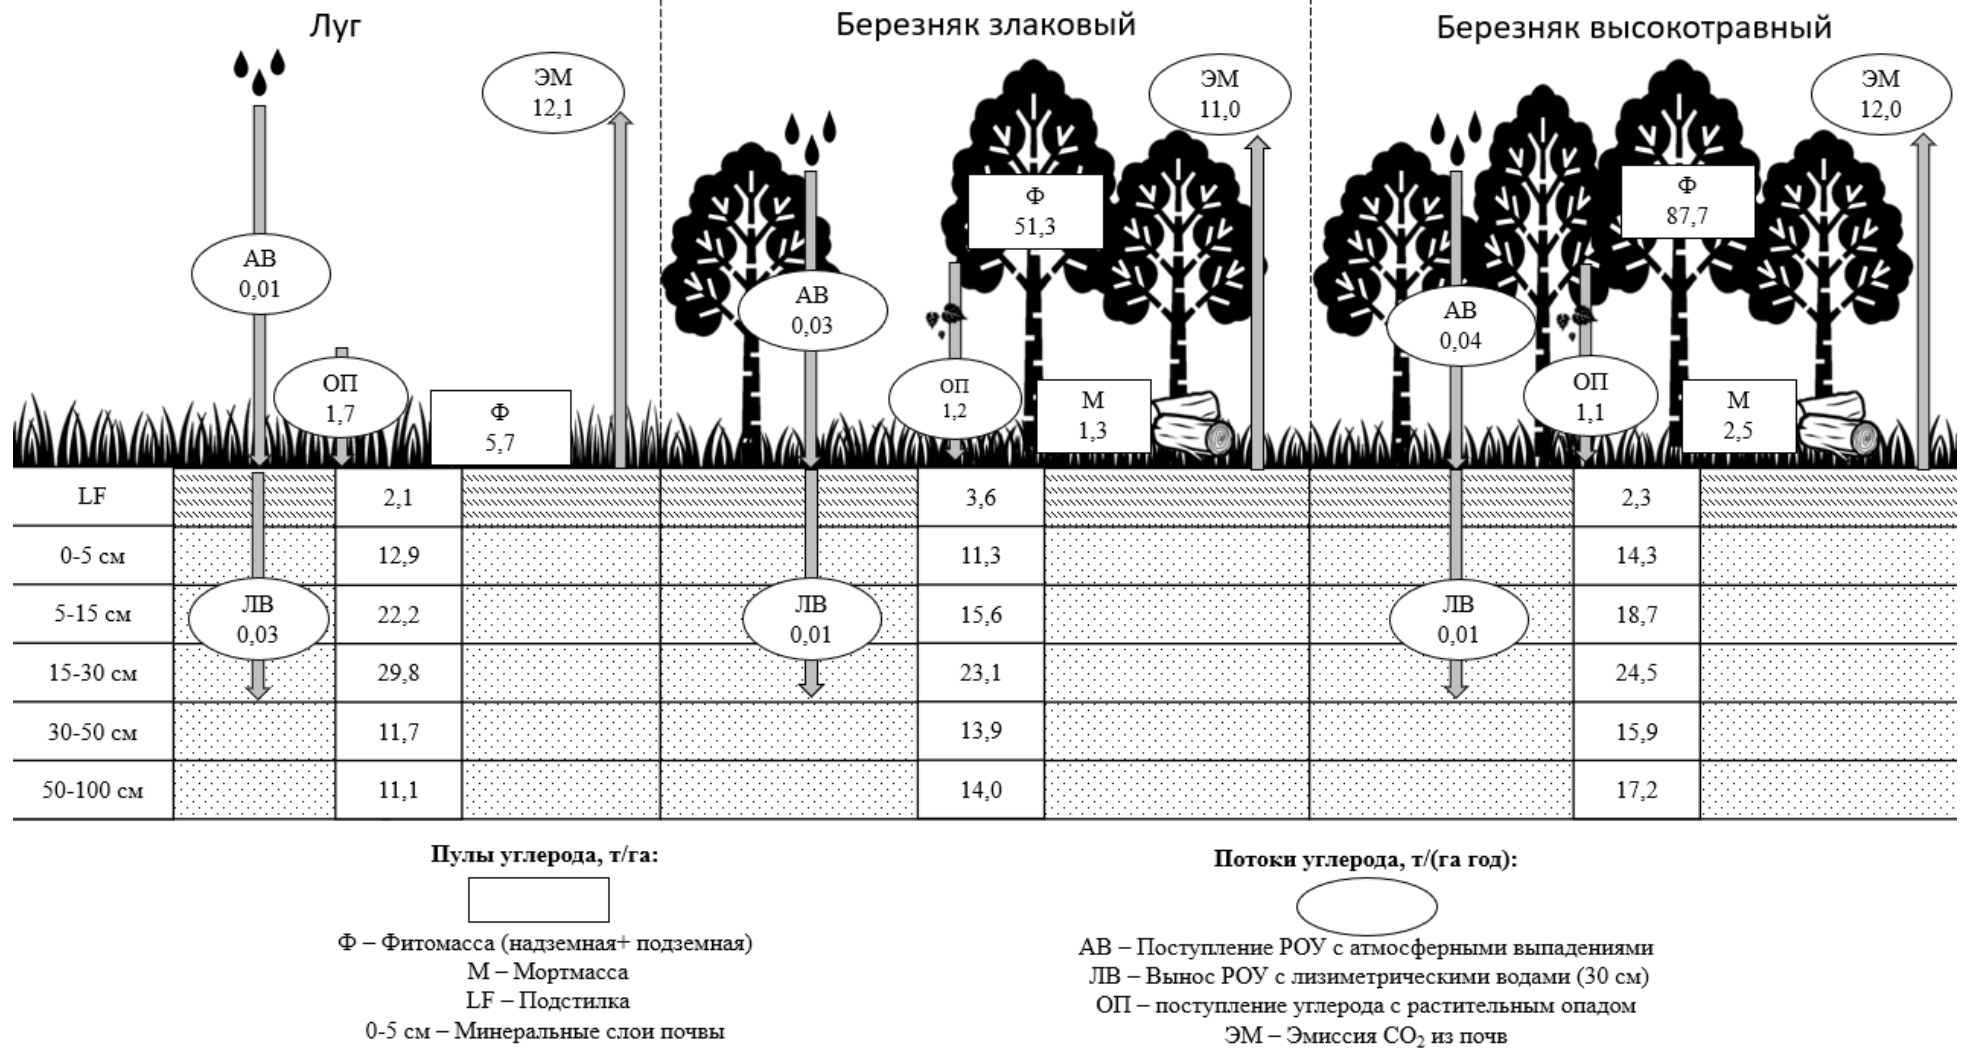 Луг
Березняк злаковый
Березняк высокотравный
ЭМ
12,1
ЭМ
11,0
ЭМ
12,0
Ф
51,3
Ф
87,7
АВ
0,01
АВ
0,03
АВ
0,04
ОП
1,7
Ф
5,7
ОП
1,2
М
1,3
ОП
1,1
М
2,5
LF 2,1 3,6 2,3
0-5 см 12,9 11,3 14,3
5-15 см 22,2 15,6 18,7
ЛВ
0,03
ЛВ
0,01
ЛВ
0,01
15-30 см 29,8 23,1 24,5
30-50 см 11,7 13,9 15,9
50-100 см 11,1 14,0 17,2
Пулы углерода, т/га:
Ф – Фитомасса (надземная+ подземная)
М – Мортмасса
LF – Подстилка
0-5 см – Минеральные слои почвы
Потоки углерода, т/(га год):
АВ – Поступление РОУ с атмосферными выпадениями
ЛВ – Вынос РОУ с лизиметрическими водами (30 см)
ОП – поступление углерода с растительным опадом
ЭМ – Эмиссия CO₂ из почв